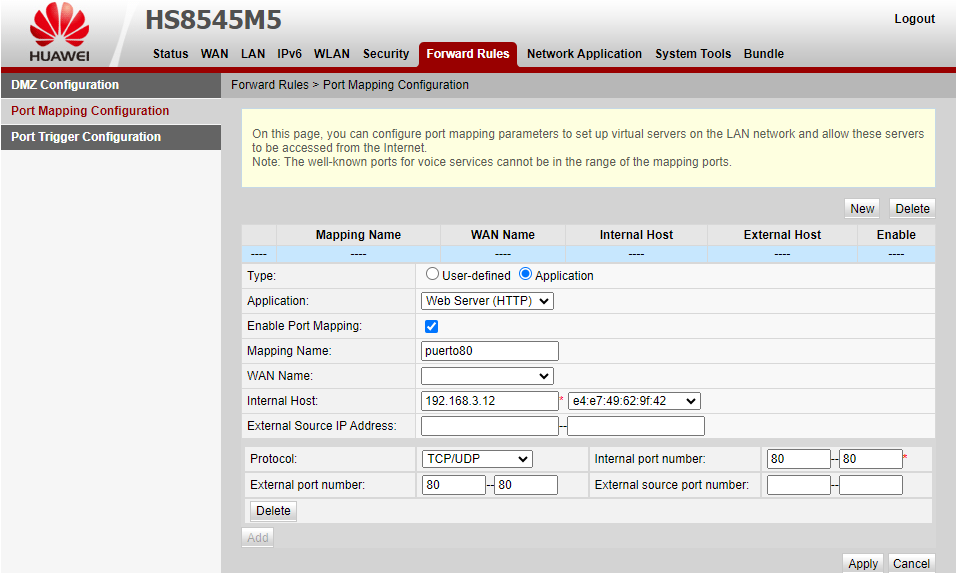 HUAWEI
HS8545M5
Logout
Status WAN LAN IPv6 WLAN Security Forward Rules Network Application System Tools Bundle
DMZ Configuration
Port Mapping Configuration
Port Trigger Configuration
Forward Rules > Port Mapping Configuration
On this page, you can configure port mapping parameters to set up virtual servers on the LAN network and allow these servers
to be accessed from the Internet.
Note: The well-known ports for voice services cannot be in the range of the mapping ports.
New Delete
Mapping Name WAN Name Internal Host External Host Enable
---- ---- ---- ---- ---- ----
Type: User-defined Application
Application: Web Server (HTTP)
Enable Port Mapping:
Mapping Name: puerto80
WAN Name:
Internal Host: 192.168.3.12 * e4:e7:49:62:9f:42
External Source IP Address: --
Protocol: TCP/UDP Internal port number: 80 -- 80 *
External port number: 80 -- 80 External source port number: --
Delete
Add
Apply Cancel